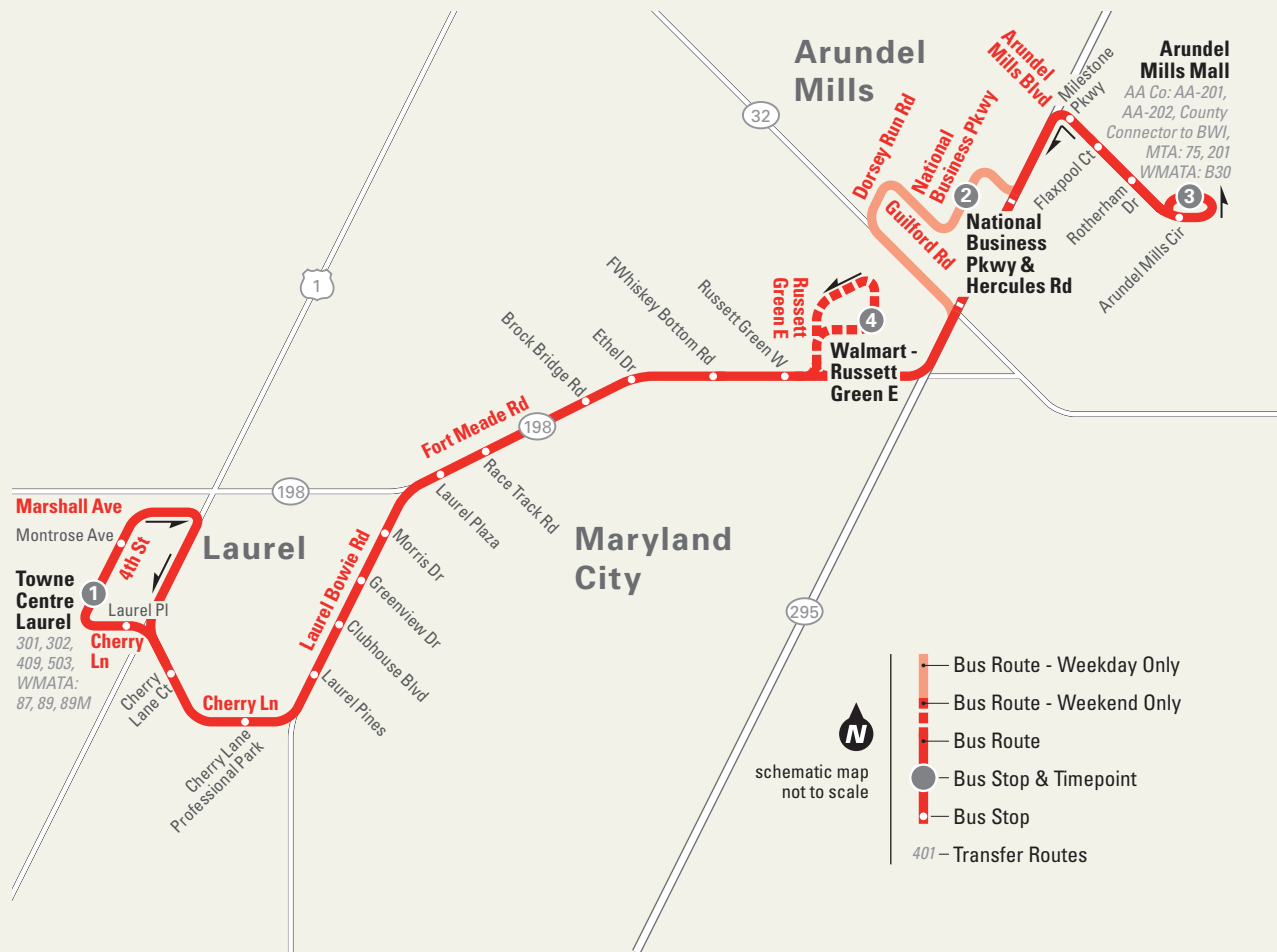 Arundel
Mills
Arundel
Mills Blvd
Milestone
Pkwy
Arundel
Mills Mall
AA Co: AA-201,
AA-202, County
Connector to BWI,
MTA: 75, 201
WMATA: B30
32
Dorsey Run Rd
National
Business Pkwy
Guilford Rd
2
National
Business
Pkwy &
Hercules Rd
Flaxpool Ct
Rotherham
Dr
3
Arundel Mills Cir
1
FWhiskey Bottom Rd
Russett Green W
Russett
Green E
4
Walmart -
Russett
Green E
Brock Bridge Rd
Ethel Dr
Fort Meade Rd
198
198
Race Track Rd
Laurel Plaza
Marshall Ave
Montrose Ave
4th St
Laurel
Maryland
City
Towne
Centre
Laurel
1
Laurel Pl
Cherry
Ln
301, 302,
409, 503,
WMATA:
87, 89, 89M
Laurel Bowie Rd
Morris Dr
Greenview Dr
Clubhouse Blvd
Laurel Pines
Cherry
Lane Ct
Cherry Ln
Cherry Lane
Professional Park
295
N
schematic map
not to scale
Bus Route - Weekday Only
Bus Route - Weekend Only
Bus Route
Bus Stop & Timepoint
Bus Stop
401 Transfer Routes